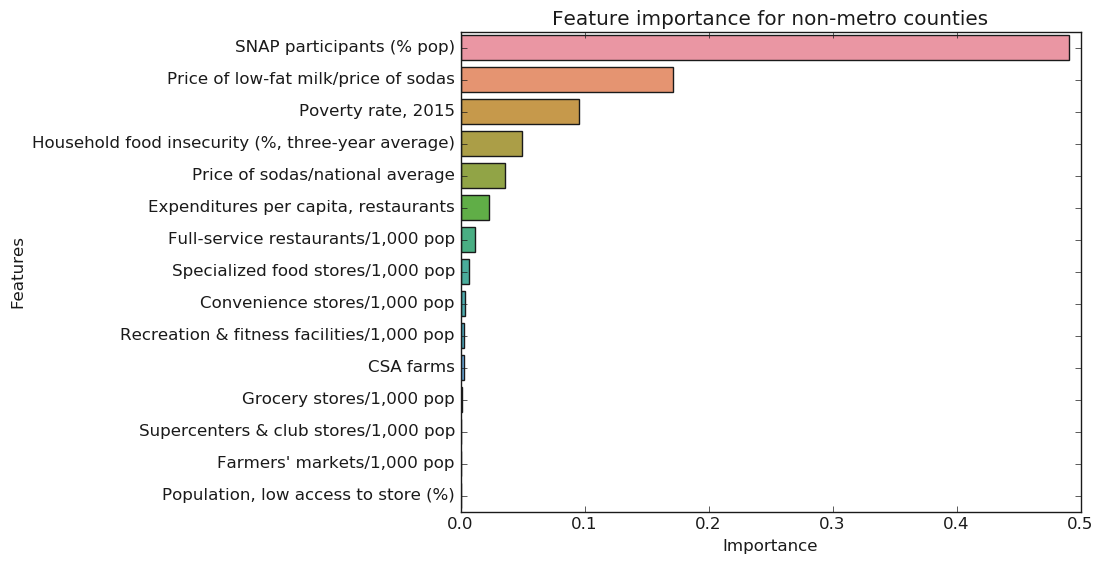 Feature importance for non-metro counties
SNAP participants (% pop)
Price of low-fat milk/price of sodas
Poverty rate, 2015
Household food insecurity (%, three-year average)
Price of sodas/national average
Expenditures per capita, restaurants
Full-service restaurants/1,000 pop
Specialized food stores/1,000 pop
Convenience stores/1,000 pop
Recreation & fitness facilities/1,000 pop
CSA farms
Grocery stores/1,000 pop
Supercenters & club stores/1,000 pop
Farmers' markets/1,000 pop
Population, low access to store (%)
Features
0.0 0.1 0.2 0.3 0.4 0.5
Importance